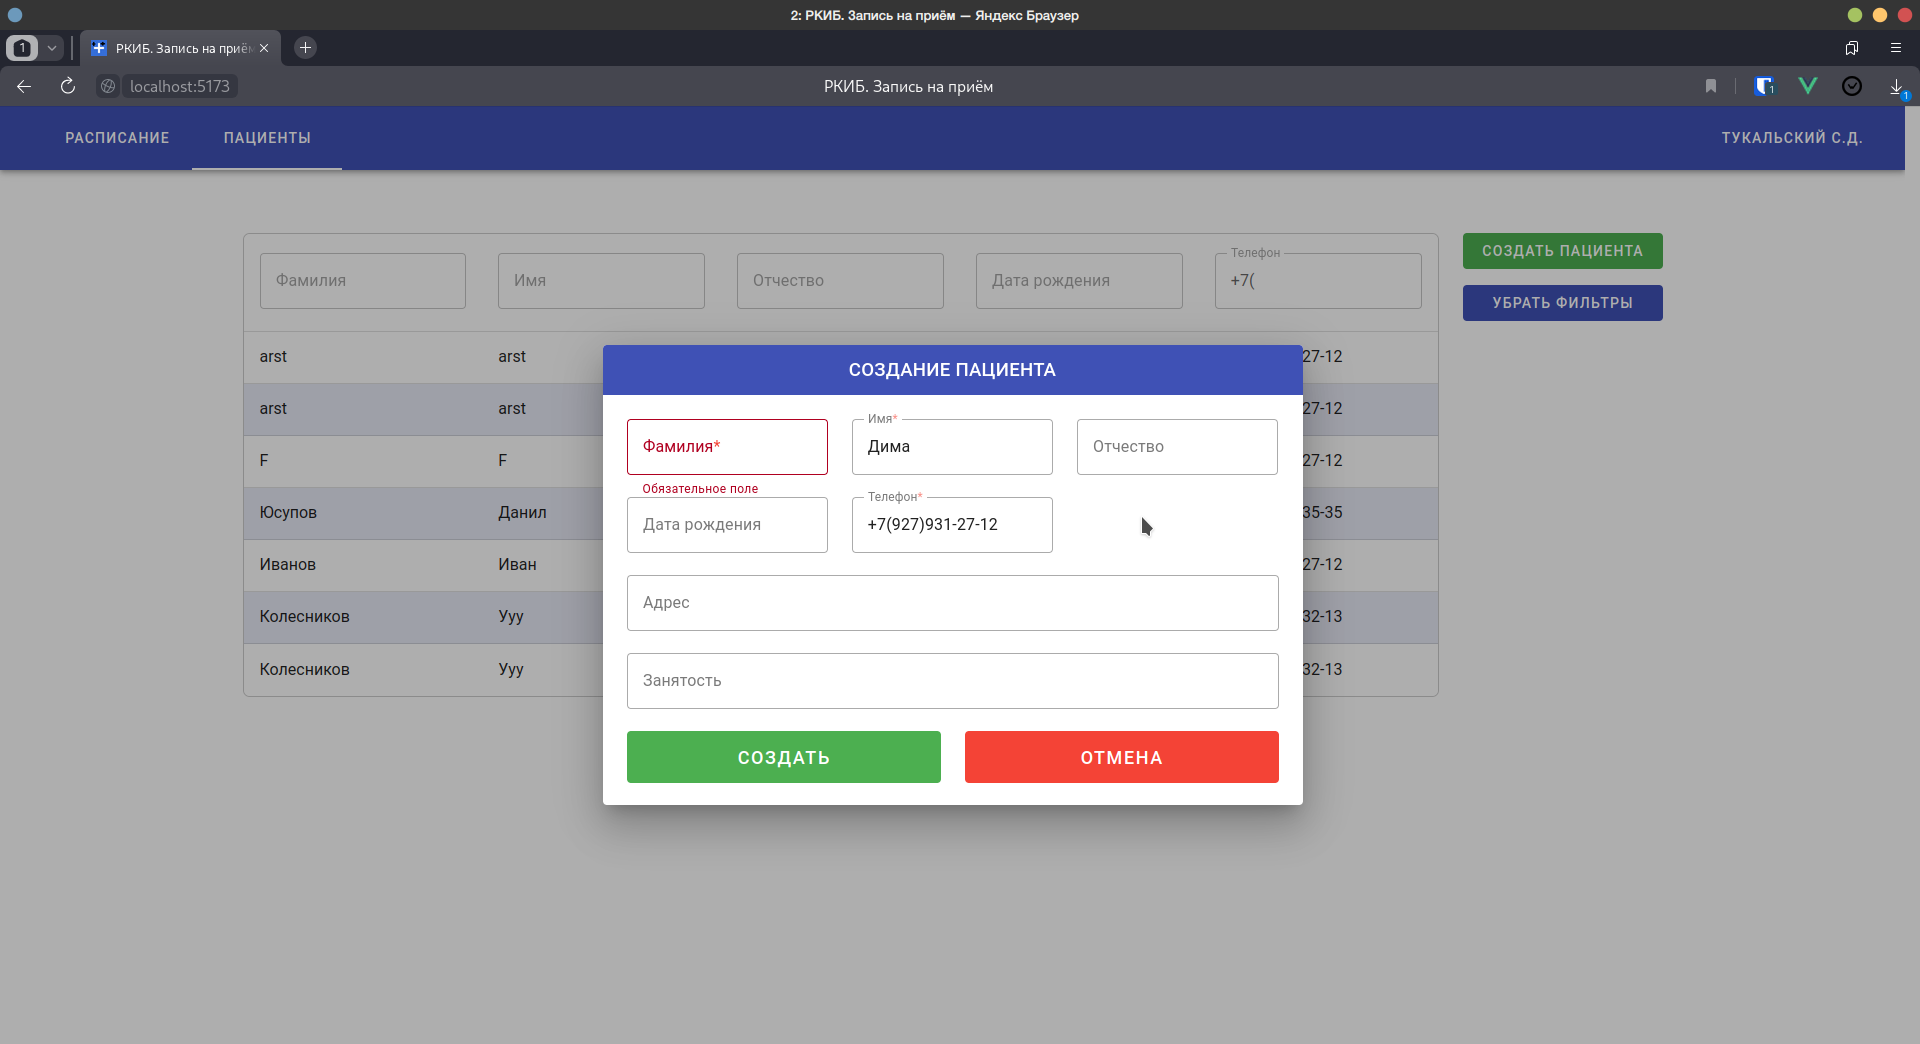 2: РКИБ. Запись на приём — Яндекс Браузер
1 РКИБ. Запись на приём
localhost:5173 РКИБ. Запись на приём 1 1
РАСПИСАНИЕ ПАЦИЕНТЫ ТУКАЛЬСКИЙ С.Д.
Телефон
Фамилия Имя Отчество Дата рождения +7(
СОЗДАТЬ ПАЦИЕНТА
УБРАТЬ ФИЛЬТРЫ
arst arst 27-12
arst arst 27-12
F F 27-12
Юсупов Данил 35-35
Иванов Иван 27-12
Колесников Ууу 32-13
Колесников Ууу 32-13
СОЗДАНИЕ ПАЦИЕНТА
Имя*
Фамилия* Дима Отчество
Обязательное поле
Телефон*
Дата рождения +7(927)931-27-12
Адрес
Занятость
СОЗДАТЬ ОТМЕНА